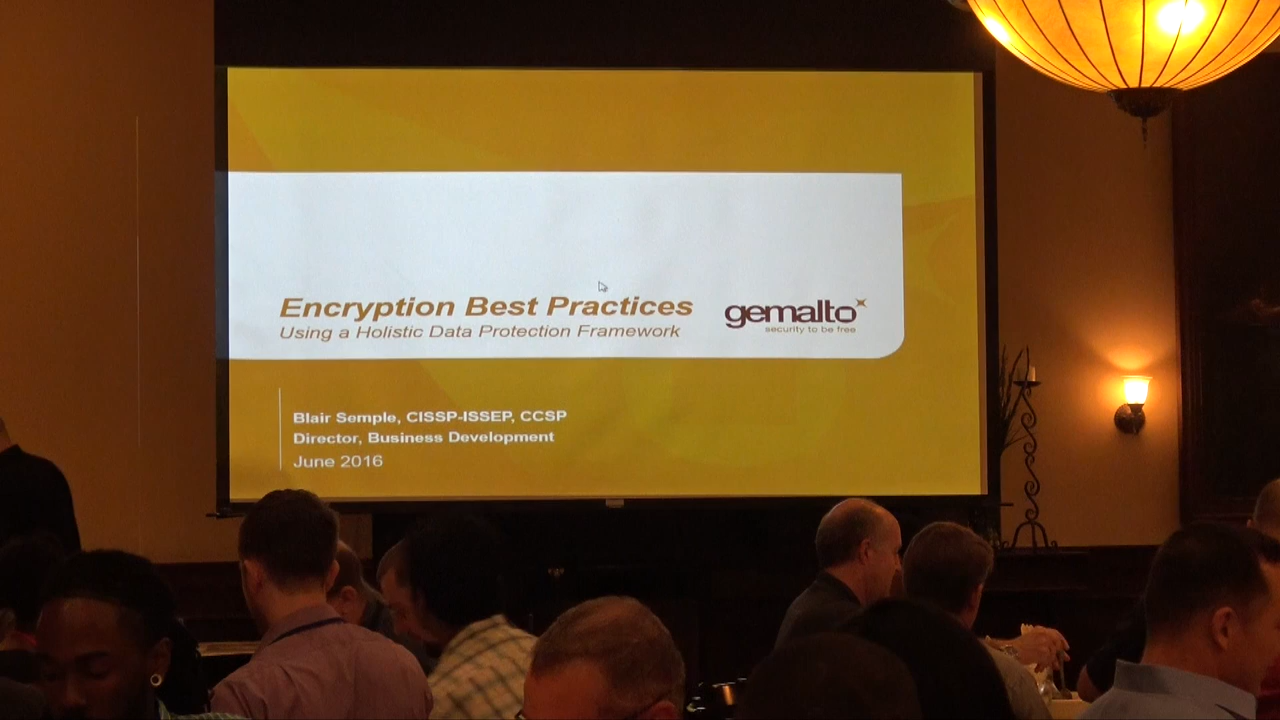 Encryption Best Practices
Using a Holistic Data Protection Framework
gemalto
security to be free
Blair Semple, CISSP-ISSEP, CCSP
Director, Business Development
June 2016